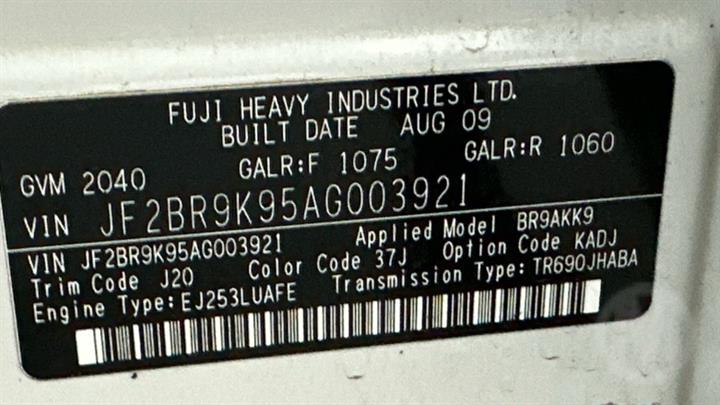 FUJI HEAVY INDUSTRIES LTD.
BUILT DATE AUG 09
GVM 2040 GALR:F 1075 GALR:R 1060
VIN JF2BR9K95AG003921
VIN JF2BR9K95AG003921 Applied Model BR9AKK9
Trim Code J20 Color Code 37J Option Code KADJ
Engine Type:EJ253LUAFE Transmission Type:TR690JHABA